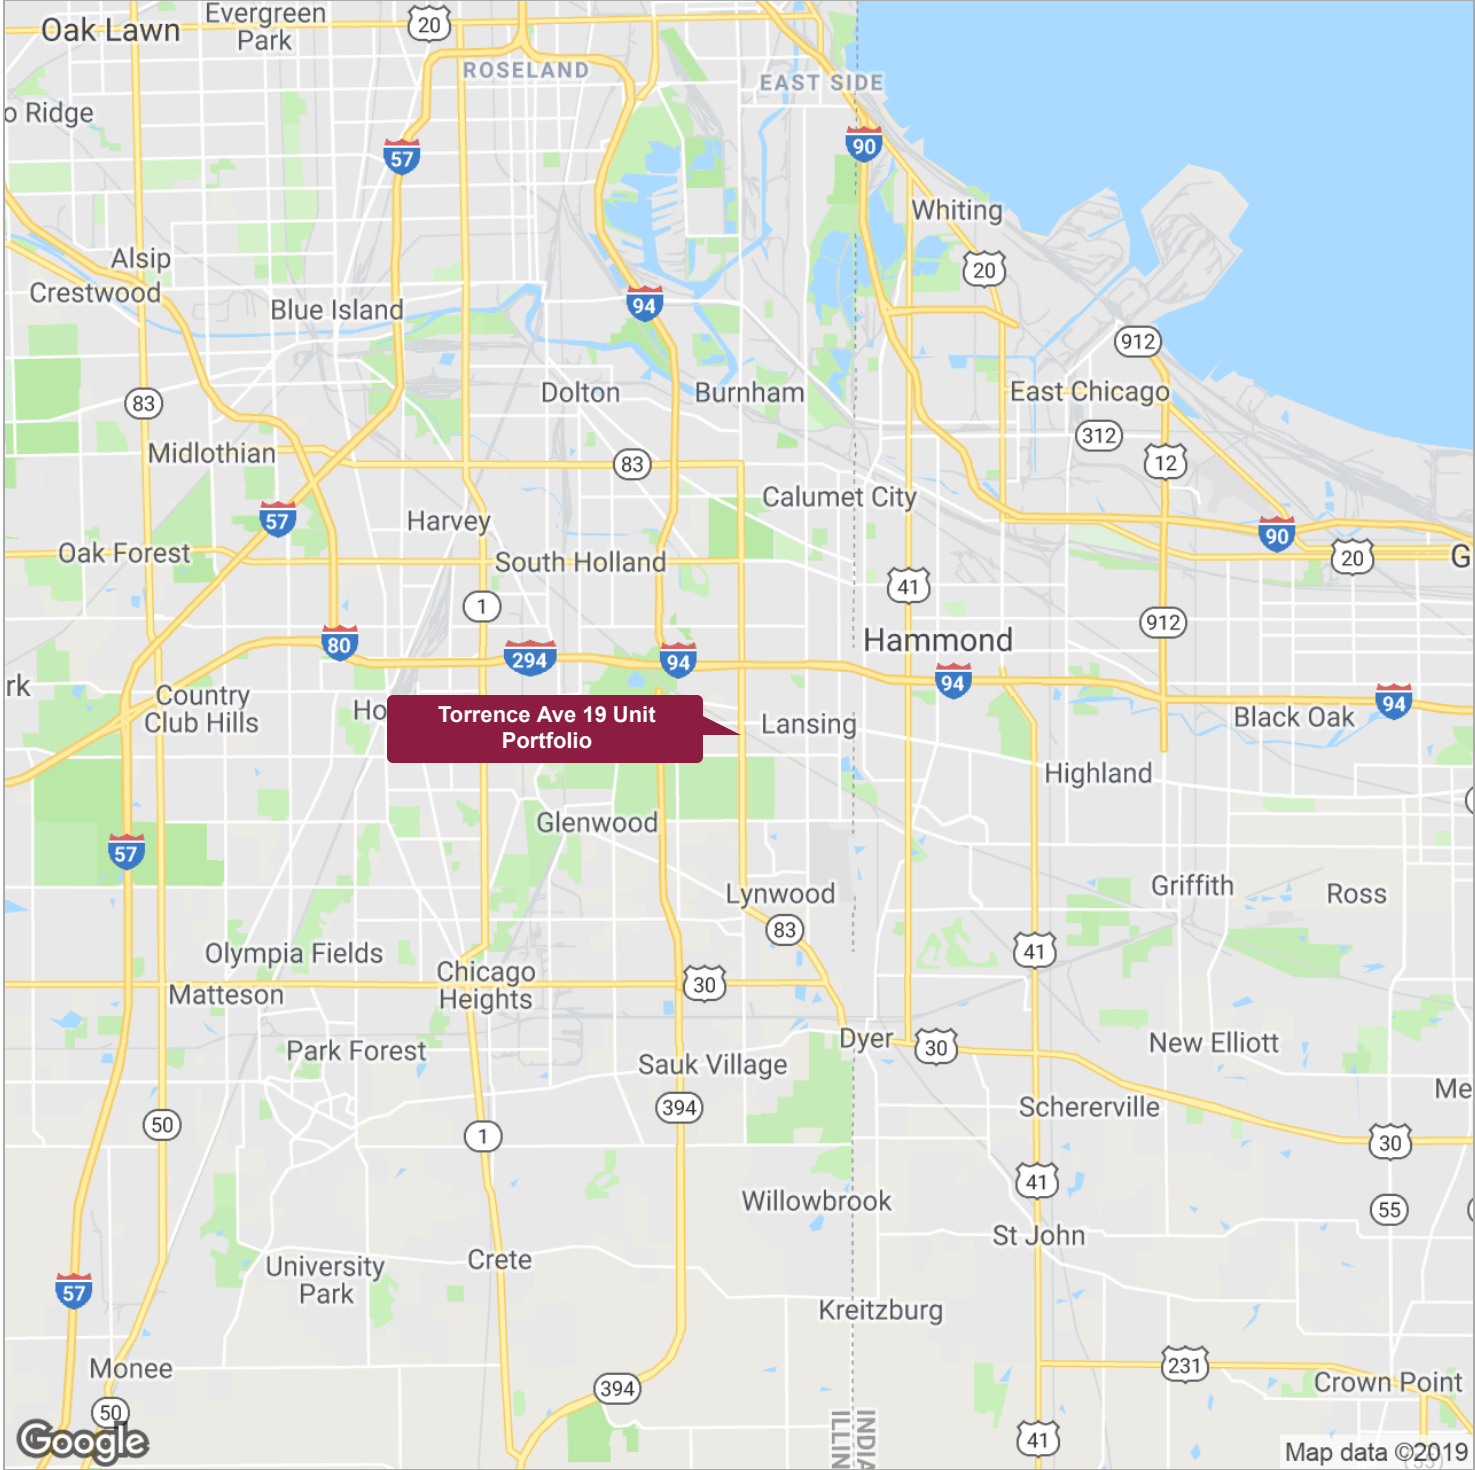 Evergreen
Park
Oak Lawn
20
ROSELAND
EAST SIDE
o Ridge
57
90
Whiting
Alsip
20
Crestwood
Blue Island
94
912
Dolton
Burnham
East Chicago
83
312
Midlothian
83
12
Calumet City
57
Harvey
90
Oak Forest
South Holland
20
G
41
1
912
Hammond
80
294
94
94
rk
Country
Club Hills
Ho
94
Torrence Ave 19 Unit
Portfolio
Lansing
Black Oak
Highland
Glenwood
57
Lynwood
Griffith
Ross
83
Olympia Fields
41
Chicago
Heights
Matteson
30
Dyer
30
New Elliott
Park Forest
Sauk Village
Me
394
Schererville
50
1
30
41
Willowbrook
55
St John
Crete
University
Park
57
Kreitzburg
Monee
231
394
Crown Point
50
INDIA
ILLIN
41
Google
Map data ©2019